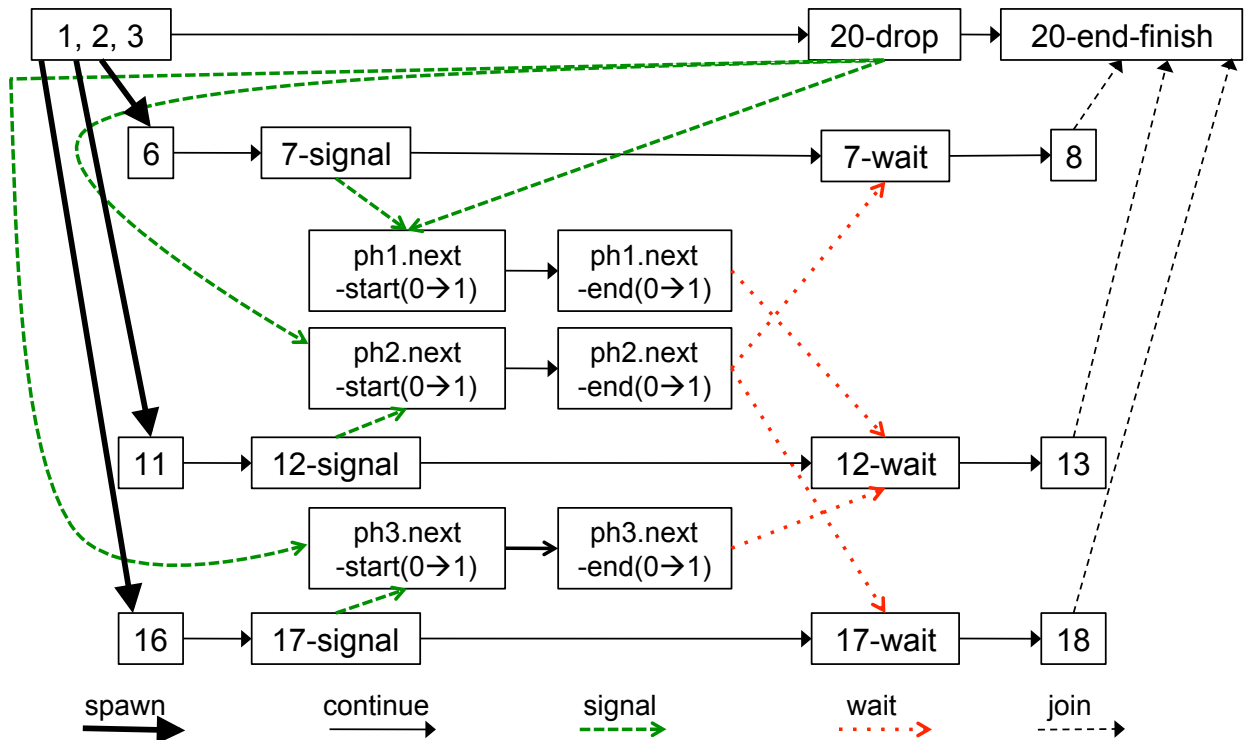 1, 2, 3
20-drop
20-end-finish
6
7-signal
7-wait
8
ph1.next
-start(0→1)
ph1.next
-end(0→1)
ph2.next
-start(0→1)
ph2.next
-end(0→1)
11
12-signal
12-wait
13
ph3.next
-start(0→1)
ph3.next
-end(0→1)
16
17-signal
17-wait
18
spawn
continue
signal
wait
join